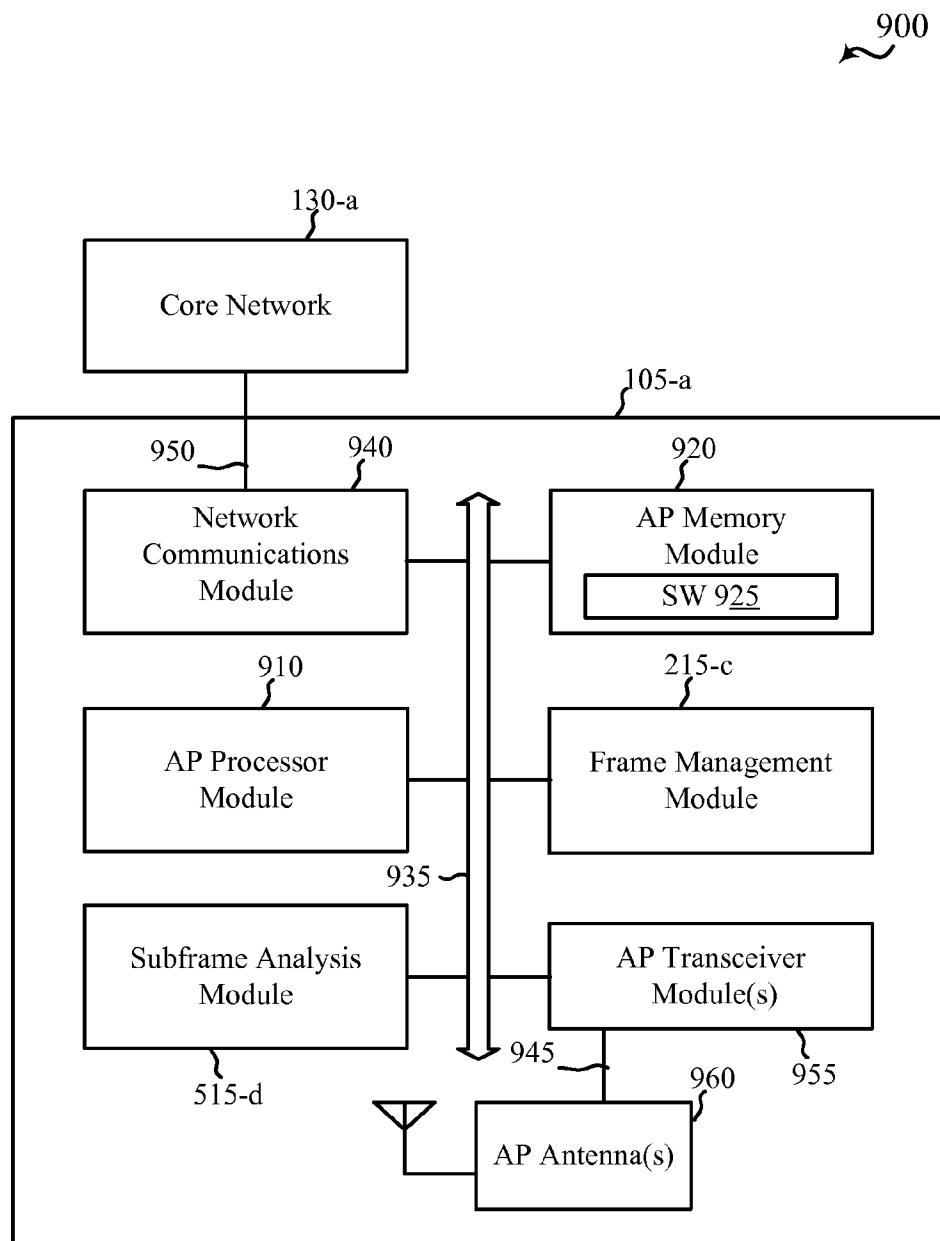 900
130-a
Core Network
105-a
950
940
920
Network
Communications
Module
AP Memory
Module
SW 925
910
215-c
AP Processor
Module
Frame Management
Module
935
Subframe Analysis
Module
AP Transceiver
Module(s)
515-d
945
960
955
AP Antenna(s)